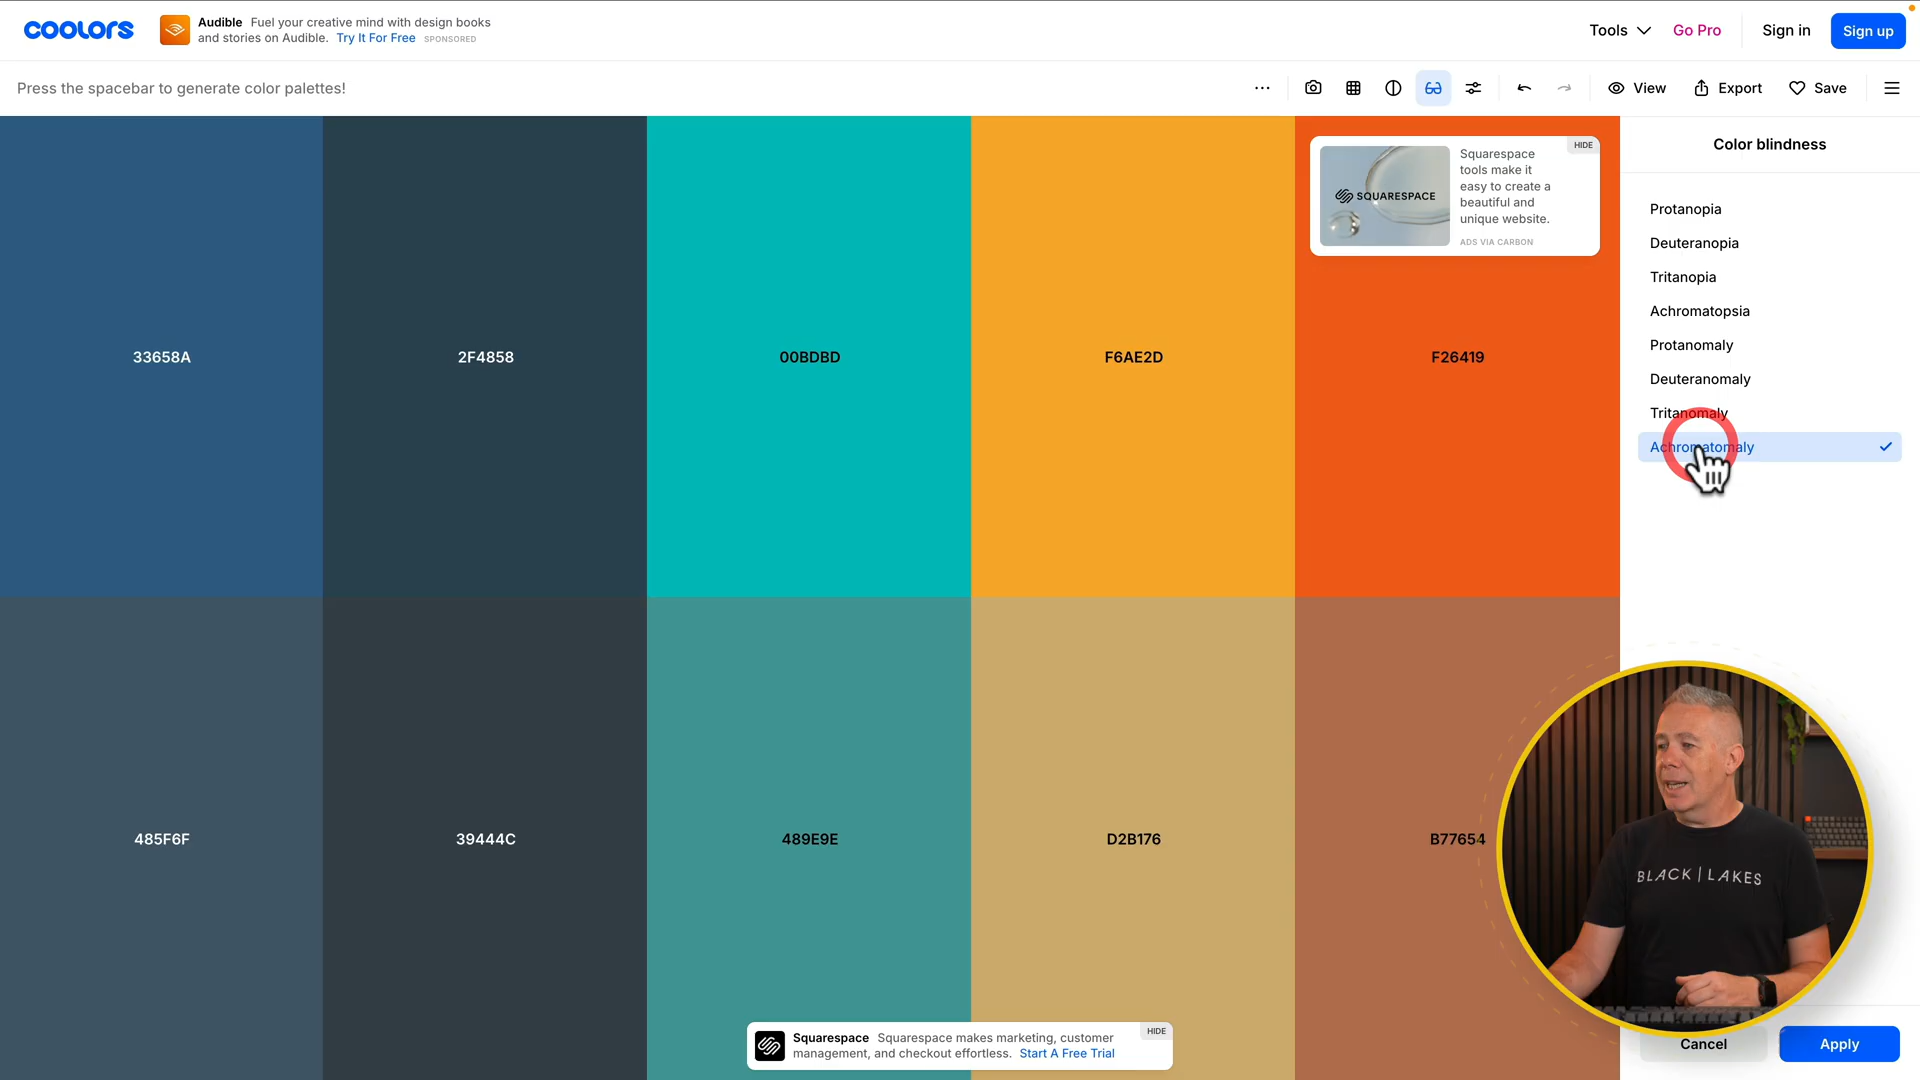 coolors
Audible Fuel your creative mind with design books
and stories on Audible. Try It For Free SPONSORED
Tools
Go Pro
Sign in
Sign up
Press the spacebar to generate color palettes!
View
Export
Save
Color blindness
HIDE
Squarespace
tools make it
easy to create a
beautiful and
unique website.
SQUARESPACE
ADS VIA CARBON
Protanopia
Deuteranopia
Tritanopia
Achromatopsia
Protanomaly
Deuteranomaly
Tritanomaly
Achromatomaly
33658A
2F4858
00BDBD
F6AE2D
F26419
485F6F
39444C
489E9E
D2B176
B77654
BLACK | LAKES
Squarespace Squarespace makes marketing, customer
management, and checkout effortless. Start A Free Trial
HIDE
Cancel
Apply